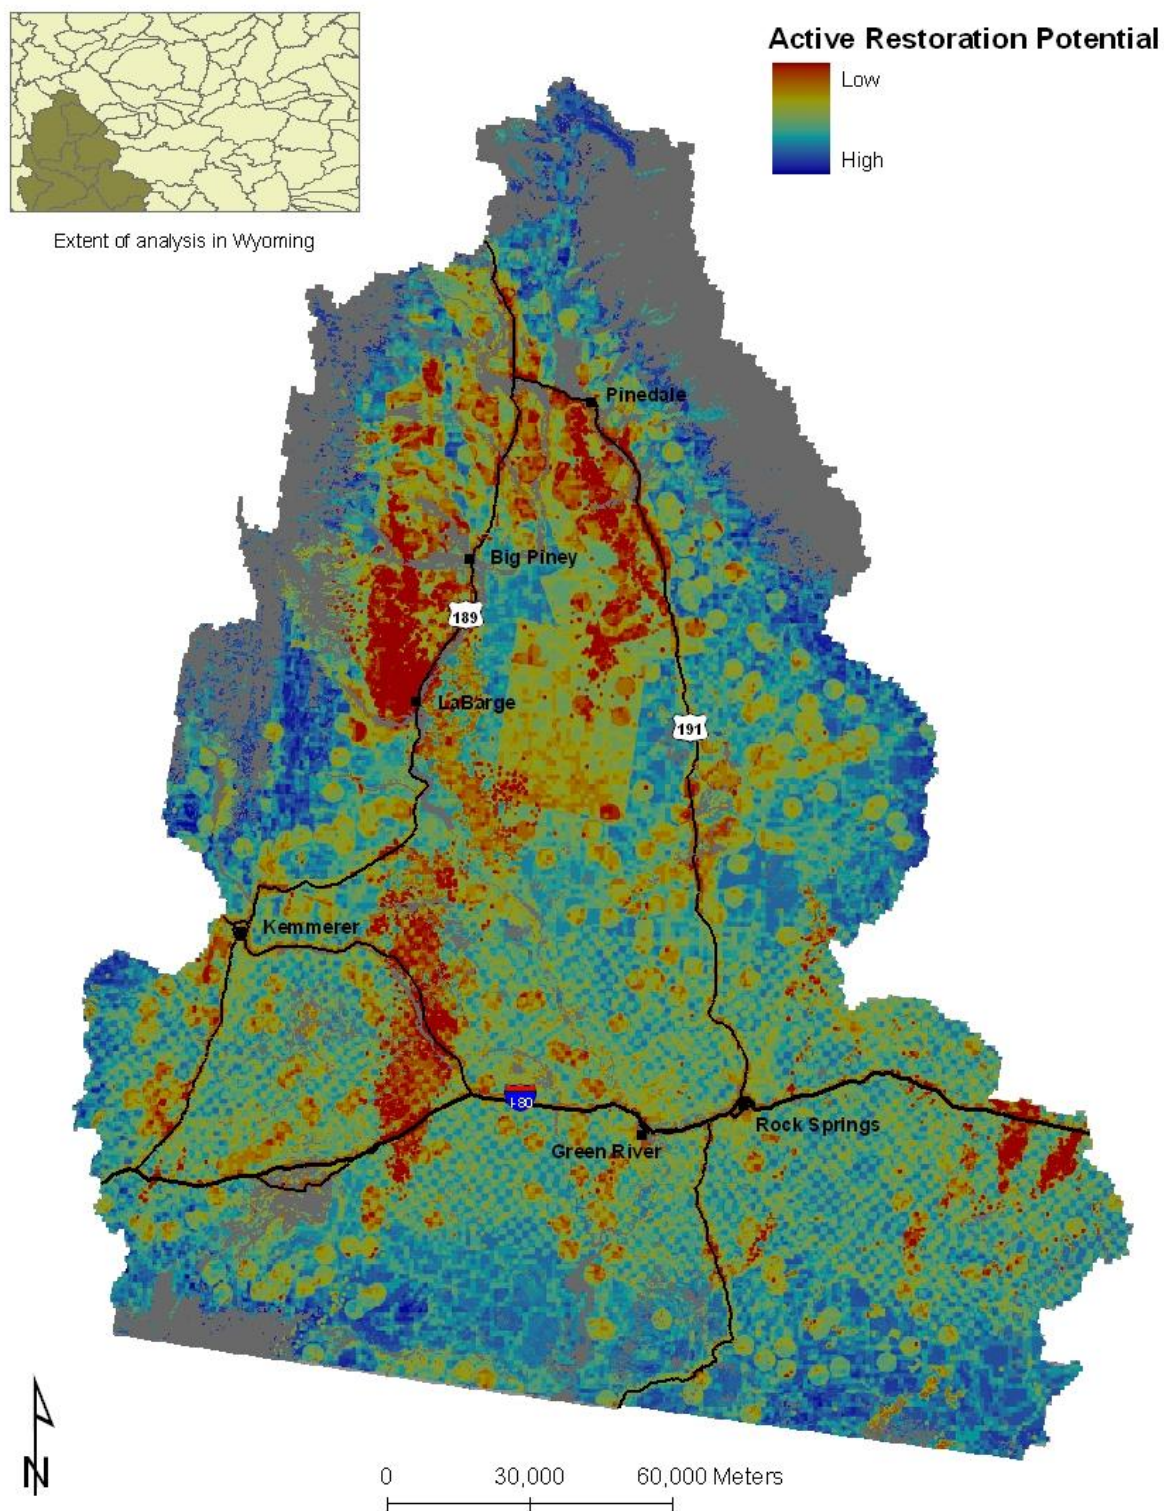 Active Restoration Potential
Low
High
Extent of analysis in Wyoming
Pinedale
Big Piney
189
LaBarge
191
Kemmerer
I-80
Rock Springs
Green River
N
0 30,000 60,000 Meters